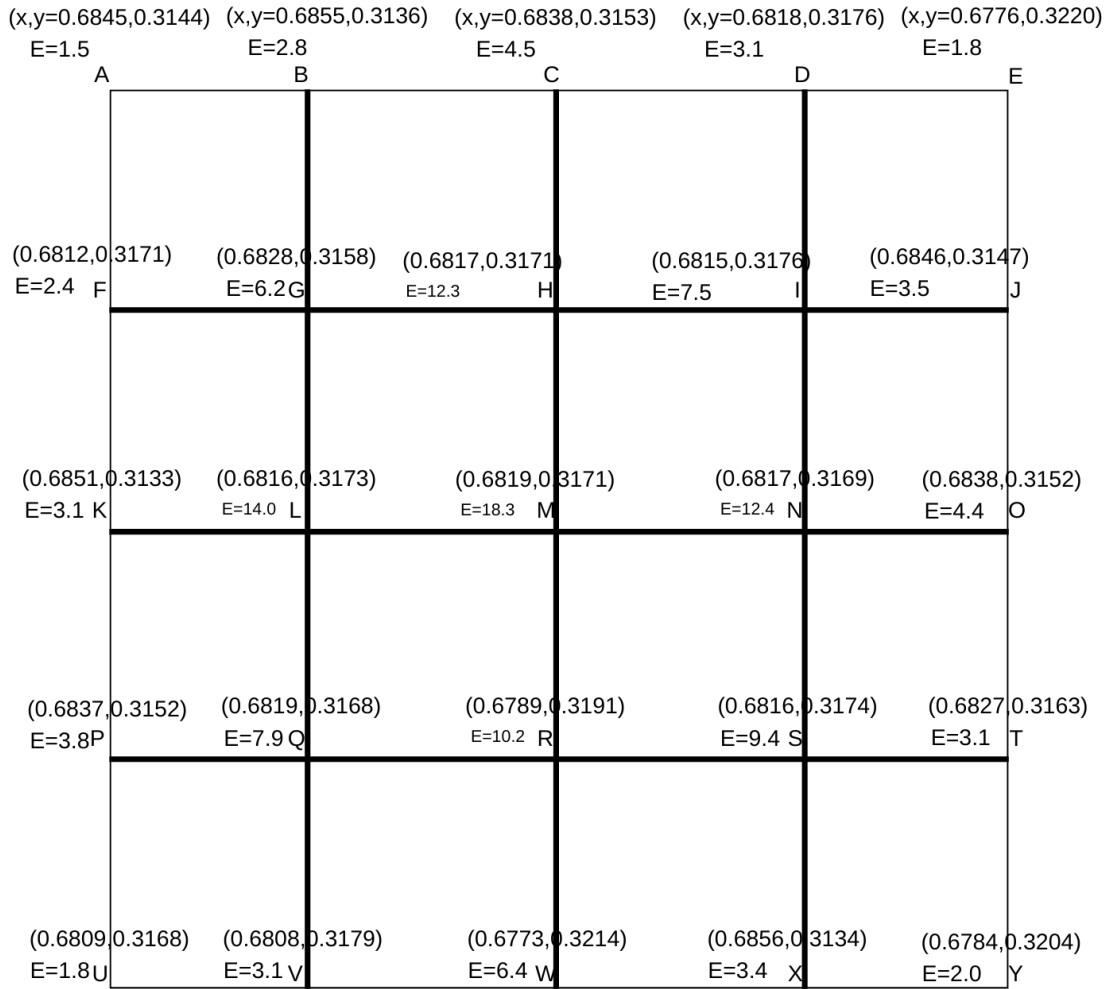 (x,y=0.6845,0.3144) (x,y=0.6855,0.3136) (x,y=0.6838,0.3153) (x,y=0.6818,0.3176) (x,y=0.6776,0.3220)
E=1.5 E=2.8 E=4.5 E=3.1 E=1.8
A B C D E
(0.6812,0.3171) (0.6828,0.3158) (0.6817,0.3171) (0.6815,0.3176) (0.6846,0.3147)
E=2.4 F E=6.2 G E=12.3 H E=7.5 I E=3.5 J
(0.6851,0.3133) (0.6816,0.3173) (0.6819,0.3171) (0.6817,0.3169) (0.6838,0.3152)
E=3.1 K E=14.0 L E=18.3 M E=12.4 N E=4.4 O
(0.6837,0.3152) (0.6819,0.3168) (0.6789,0.3191) (0.6816,0.3174) (0.6827,0.3163)
E=3.8 P E=7.9 Q E=10.2 R E=9.4 S E=3.1 T
(0.6809,0.3168) (0.6808,0.3179) (0.6773,0.3214) (0.6856,0.3134) (0.6784,0.3204)
E=1.8 U E=3.1 V E=6.4 W E=3.4 X E=2.0 Y